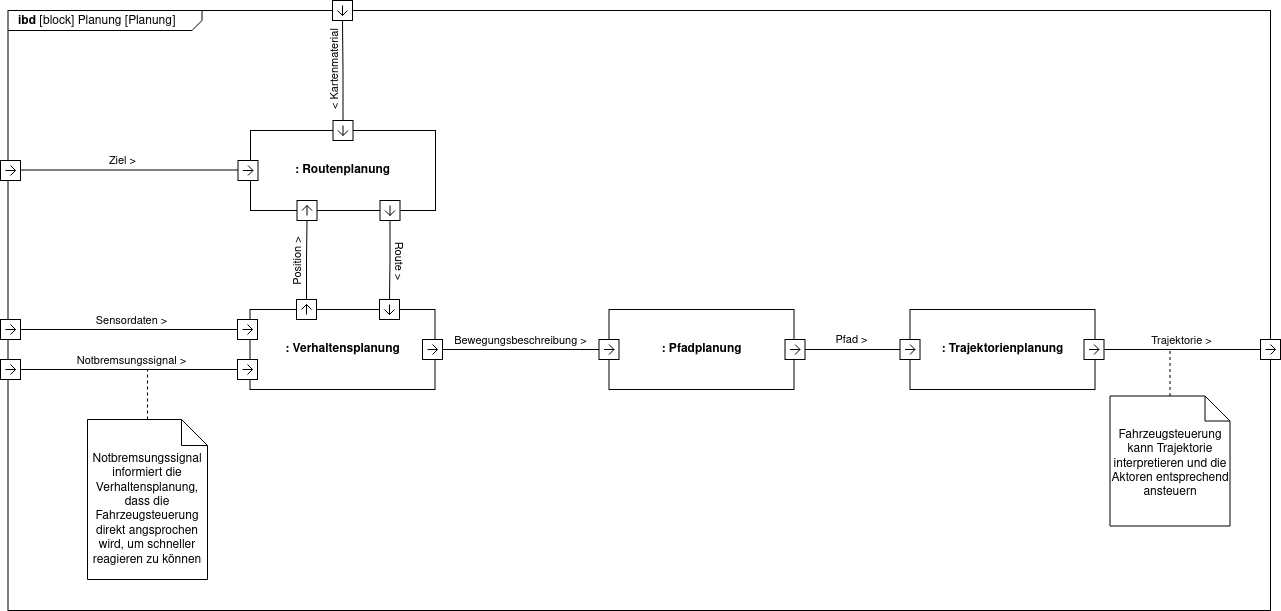 ibd [block] Planung [Planung]
< Kartenmaterial
Ziel >
: Routenplanung
Position >
Route >
Sensordaten >
Notbremsungssignal >
: Verhaltensplanung
Bewegungsbeschreibung >
: Pfadplanung
Pfad >
: Trajektorienplanung
Trajektorie >
Notbremsungssignal
informiert die
Verhaltensplanung,
dass die
Fahrzeugsteuerung
direkt angsprochen
wird, um schneller
reagieren zu können
Fahrzeugsteuerung
kann Trajektorie
interpretieren und die
Aktoren entsprechend
ansteuern